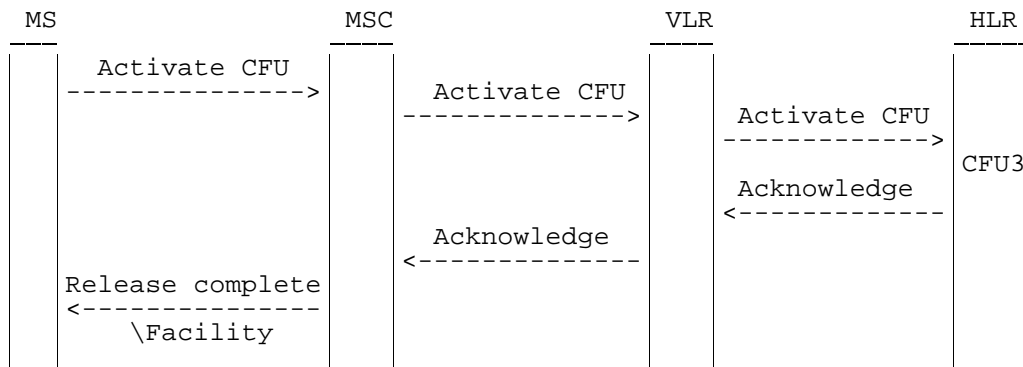 MS MSC VLR HLR
Activate CFU
Activate CFU
Activate CFU
CFU3
Acknowledge
Acknowledge
Release complete
\Facility